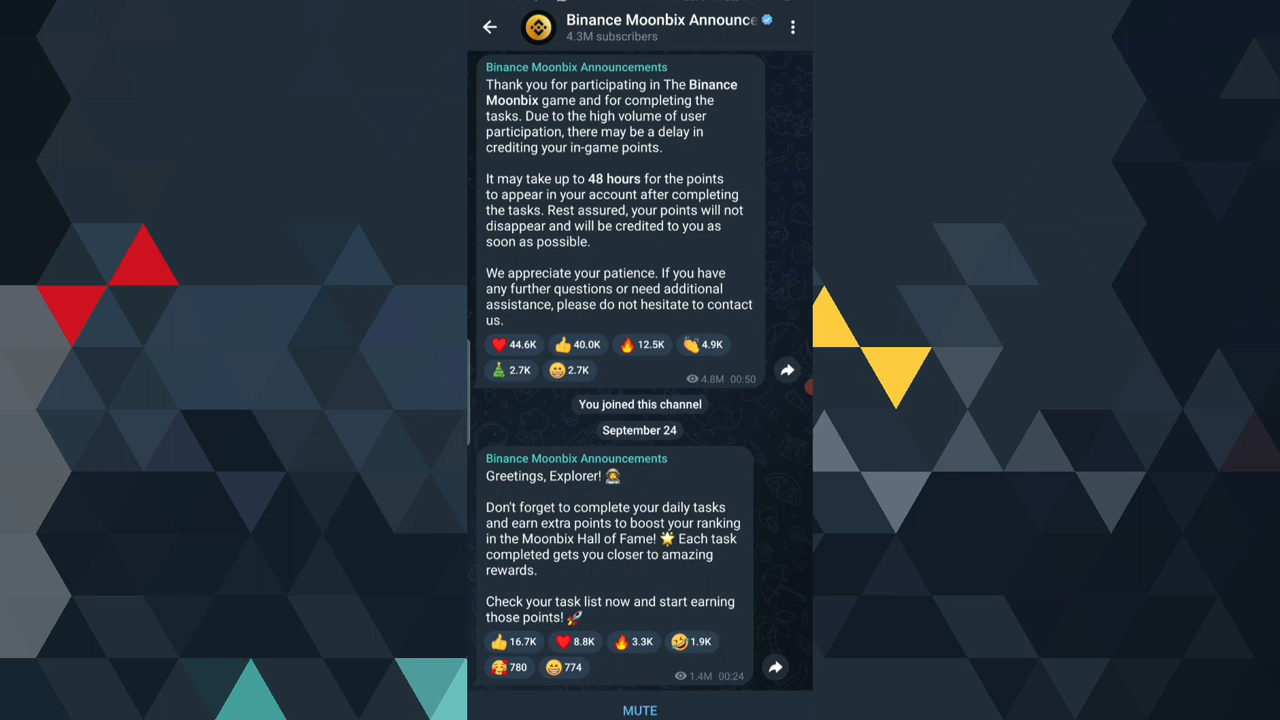 Binance Moonbix Announce
4.3M subscribers
Binance Moonbix Announcements
Thank you for participating in The Binance
Moonbix game and for completing the
tasks. Due to the high volume of user
participation, there may be a delay in
crediting your in-game points.
It may take up to 48 hours for the points
to appear in your account after completing
the tasks. Rest assured, your points will not
disappear and will be credited to you as
soon as possible.
We appreciate your patience. If you have
any further questions or need additional
assistance, please do not hesitate to contact
us.
❤️ 44.6K 👍 40.0K 🔥 12.5K 👏 4.9K
🎄 2.7K 😁 2.7K
4.8M 00:50
You joined this channel
September 24
Binance Moonbix Announcements
Greetings, Explorer! 🧑‍🚀
Don't forget to complete your daily tasks
and earn extra points to boost your ranking
in the Moonbix Hall of Fame! 🌟 Each task
completed gets you closer to amazing
rewards.
Check your task list now and start earning
those points! 🚀
👍 16.7K ❤️ 8.8K 🔥 3.3K 🤣 1.9K
🥰 780 😁 774
1.4M 00:24
MUTE